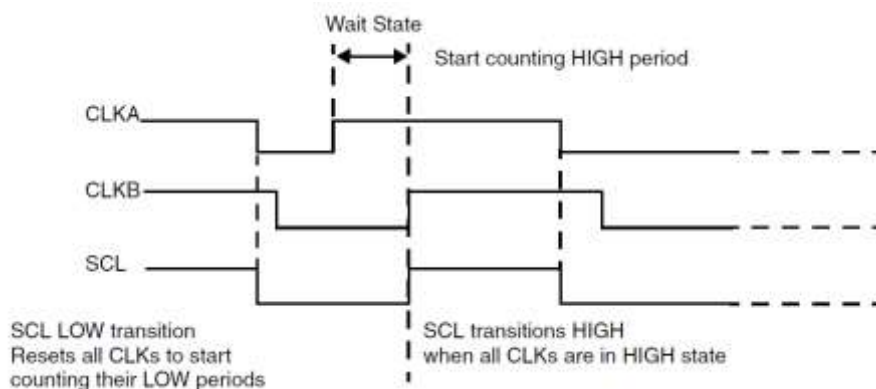 Wait State
Start counting HIGH period
CLKA
CLKB
SCL
SCL LOW transition
Resets all CLKs to start
counting their LOW periods
SCL transitions HIGH
when all CLKs are in HIGH state